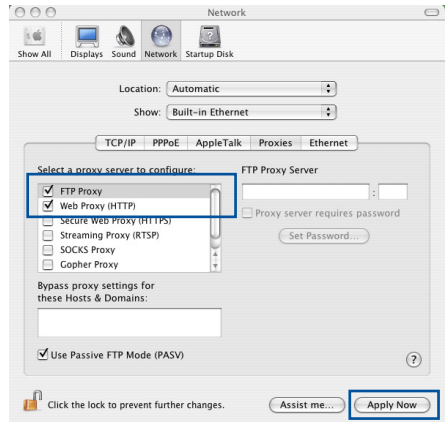 Network
Show All Displays Sound Network Startup Disk
Location: Automatic
Show: Built-in Ethernet
TCP/IP PPPoE AppleTalk Proxies Ethernet
Select a proxy server to configure: FTP Proxy Server
FTP Proxy
:
Web Proxy (HTTP)
Proxy server requires password
Secure Web Proxy (HTTPS)
Streaming Proxy (RTSP) Set Password...
SOCKS Proxy
Gopher Proxy
Bypass proxy settings for
these Hosts & Domains:
Use Passive FTP Mode (PASV) ?
Click the lock to prevent further changes. Assist me... Apply Now